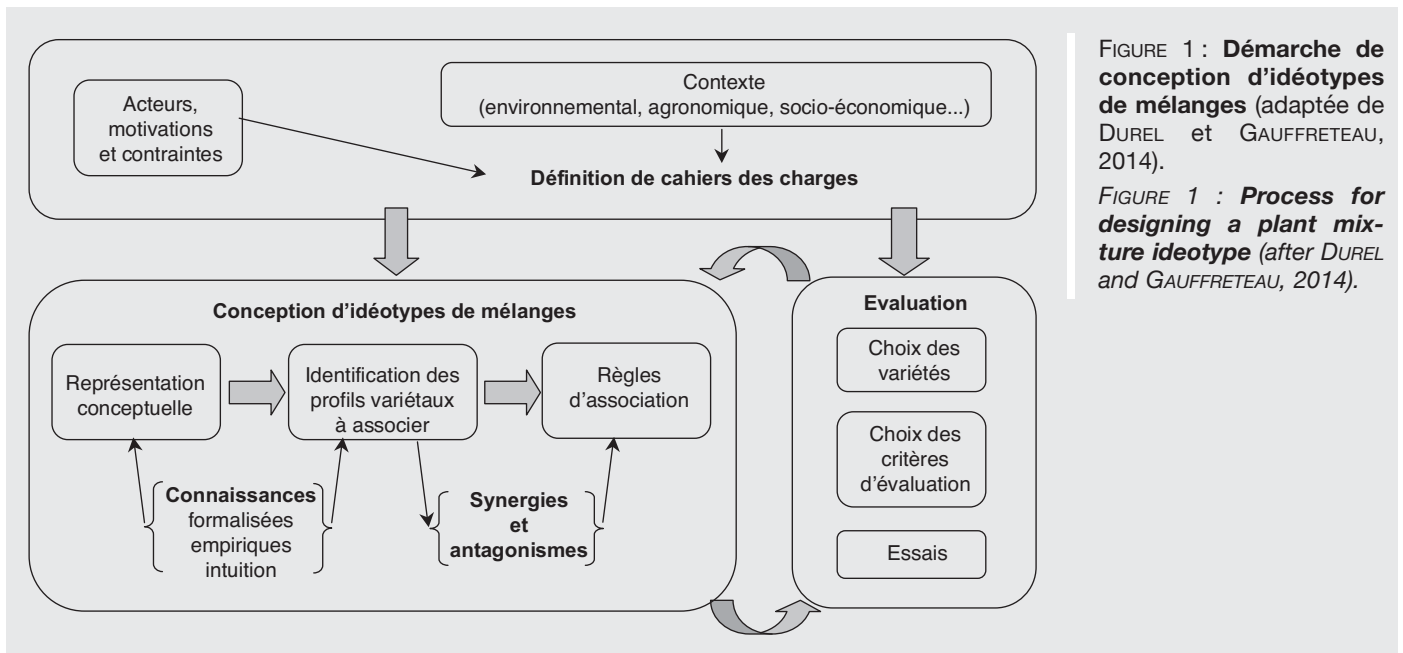 Acteurs,
motivations
et contraintes
Contexte
(environnemental, agronomique, socio-économique...)
Définition de cahiers des charges
Conception d'idéotypes de mélanges
Représentation
conceptuelle
Identification des
profils variétaux
à associer
Règles
d'association
Connaissances
formalisées
empiriques
intuition
Synergies
et
antagonismes
Evaluation
Choix des
variétés
Choix des
critères
d'évaluation
Essais
FIGURE 1 : Démarche de
conception d'idéotypes
de mélanges (adaptée de
DUREL et GAUFFRETEAU,
2014).
FIGURE 1 : Process for
designing a plant mix-
ture ideotype (after DUREL
and GAUFFRETEAU, 2014).